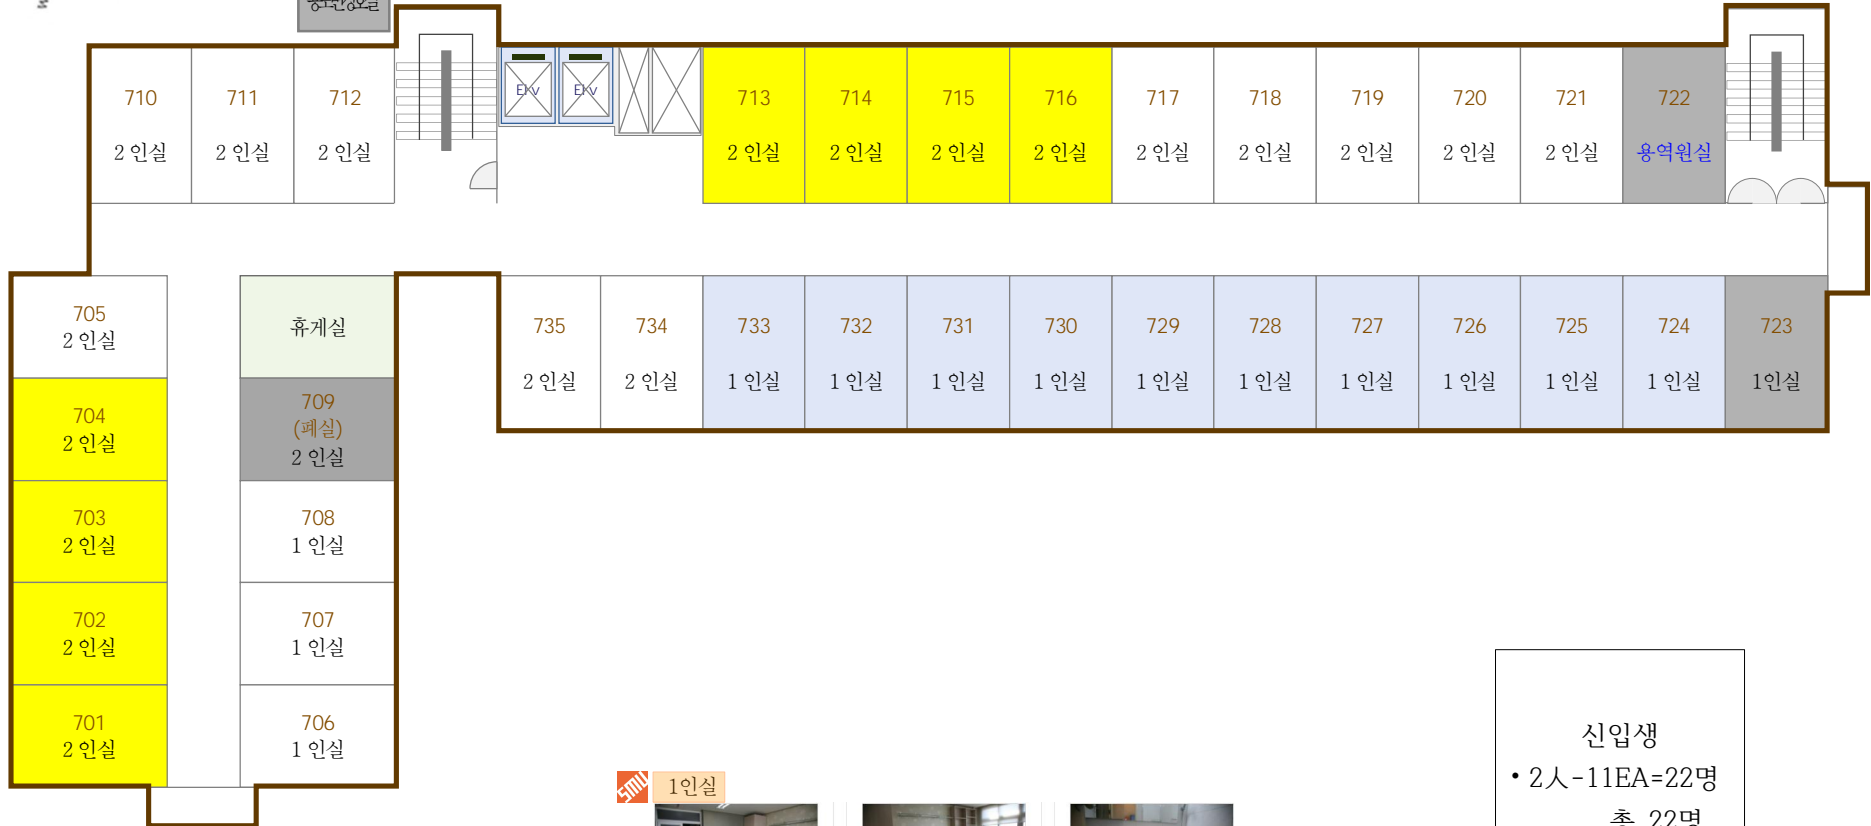 710
2 인실
711
2 인실
712
2 인실
713
2 인실
714
2 인실
715
2 인실
716
2 인실
717
2 인실
718
2 인실
719
2 인실
720
2 인실
721
2 인실
722
용역원실
705
2 인실
704
2 인실
703
2 인실
702
2 인실
701
2 인실
휴게실
709
(폐실)
2 인실
708
1 인실
707
1 인실
706
1 인실
735
2 인실
734
2 인실
733
1 인실
732
1 인실
731
1 인실
730
1 인실
729
1 인실
728
1 인실
727
1 인실
726
1 인실
725
1 인실
724
1 인실
723
1인실
SMU
1인실
신입생
• 2人-11EA=22명
총 22명